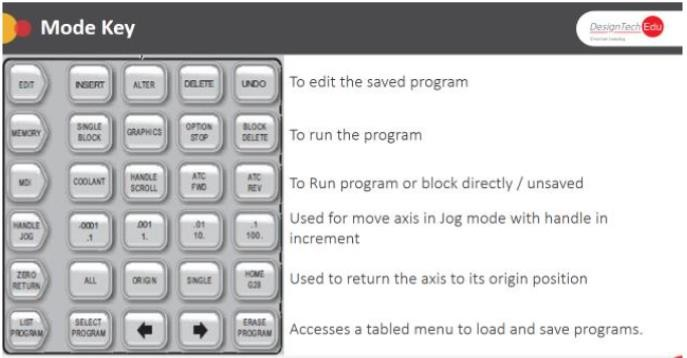 Mode Key
DesignTech Edu
EDIT INSERT ALTER DELETE UNDO
To edit the saved program
MEMORY SINGLE BLOCK GRAPHICS OPTION STOP BLOCK DELETE
To run the program
MDI COOLANT HANDLE SCROLL ATC FWD ATC REV
To Run program or block directly / unsaved
HANDLE JOG .0001 .1 .001 1. .01 10. .1 100.
Used for move axis in Jog mode with handle in
increment
ZERO RETURN ALL ORIGIN SINGLE HOME G28
Used to return the axis to its origin position
LIST PROGRAM SELECT PROGRAM ERASE PROGRAM
Accesses a tabled menu to load and save programs.